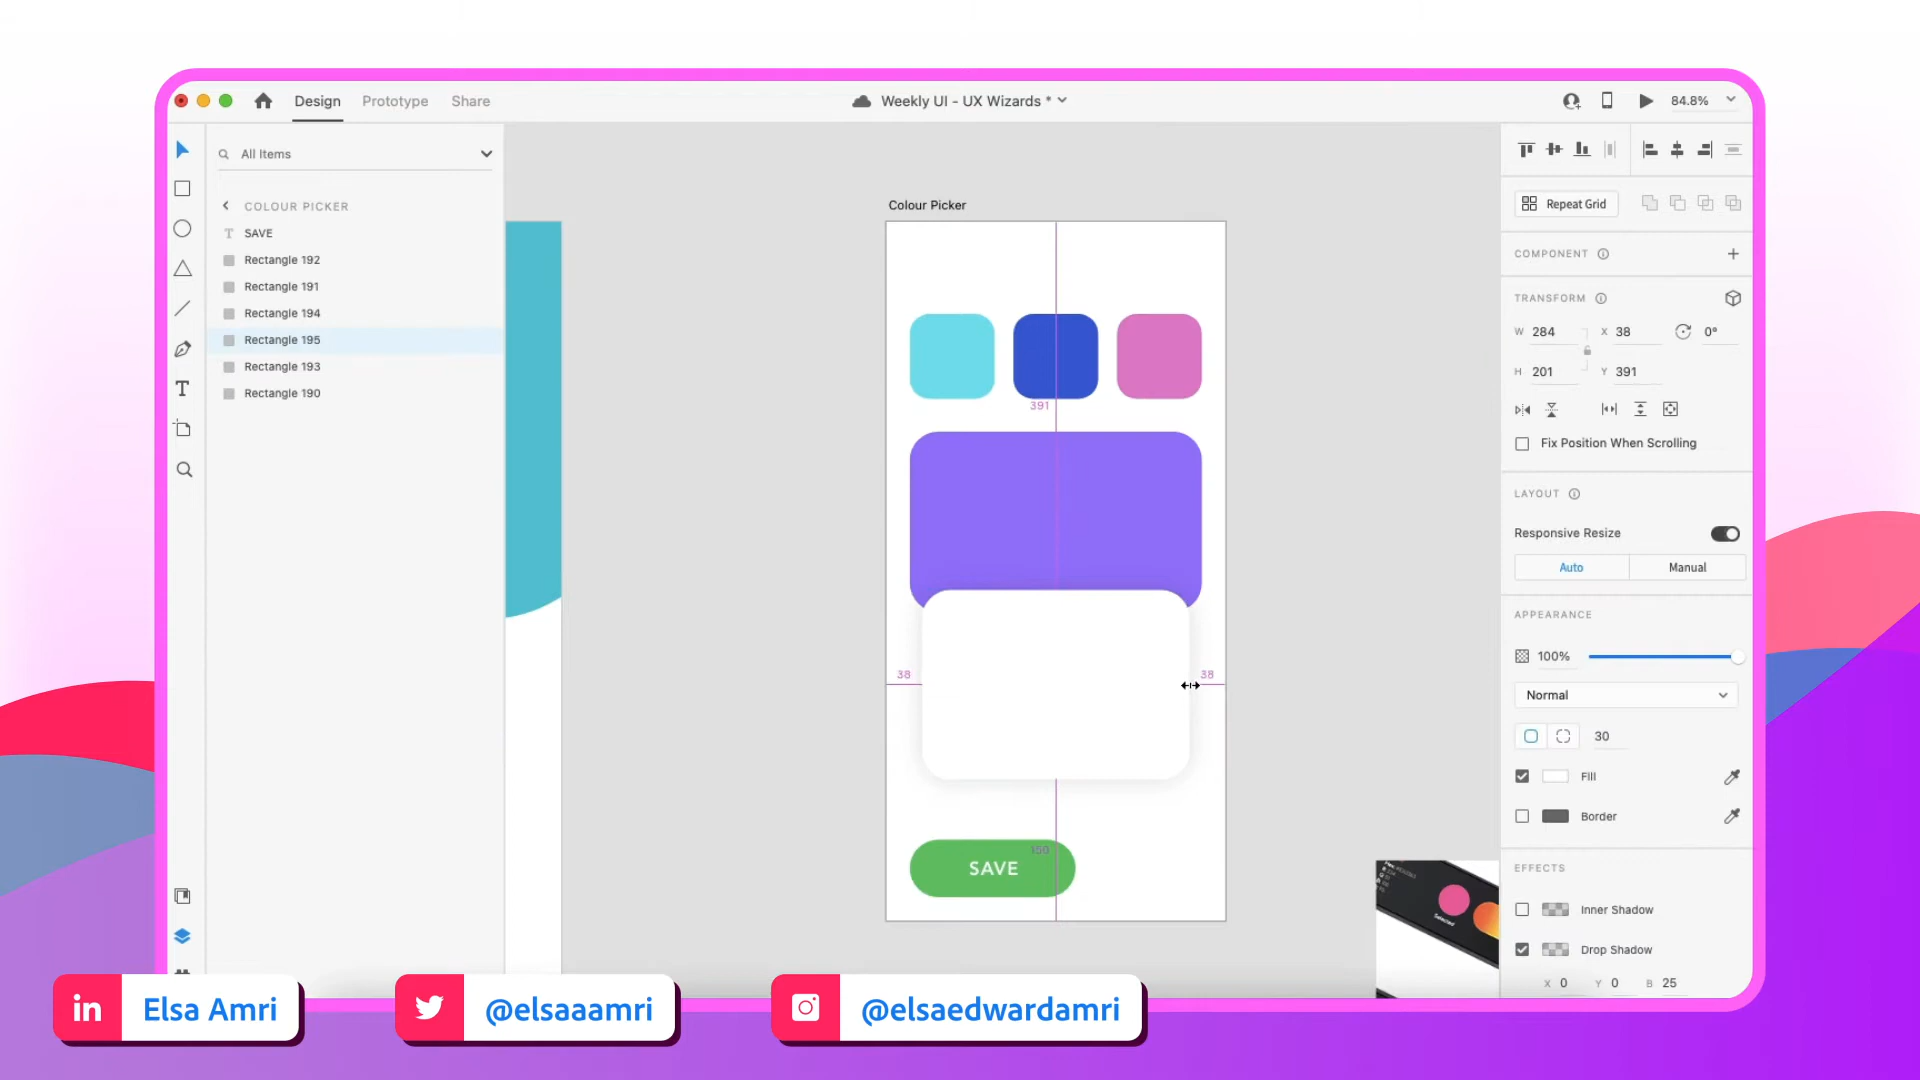 Design
Prototype
Share
Weekly UI - UX Wizards *
84.8%
All Items
COLOUR PICKER
SAVE
Rectangle 192
Rectangle 191
Rectangle 194
Rectangle 195
Rectangle 193
Rectangle 190
Colour Picker
391
38
38
150
SAVE
Selected
Repeat Grid
COMPONENT
TRANSFORM
W 284
X 38
0°
H 201
Y 391
Fix Position When Scrolling
LAYOUT
Responsive Resize
Auto
Manual
APPEARANCE
100%
Normal
30
Fill
Border
EFFECTS
Inner Shadow
Drop Shadow
X 0
Y 0
B 25
in
Elsa Amri
@elsaaamri
@elsaedwardamri